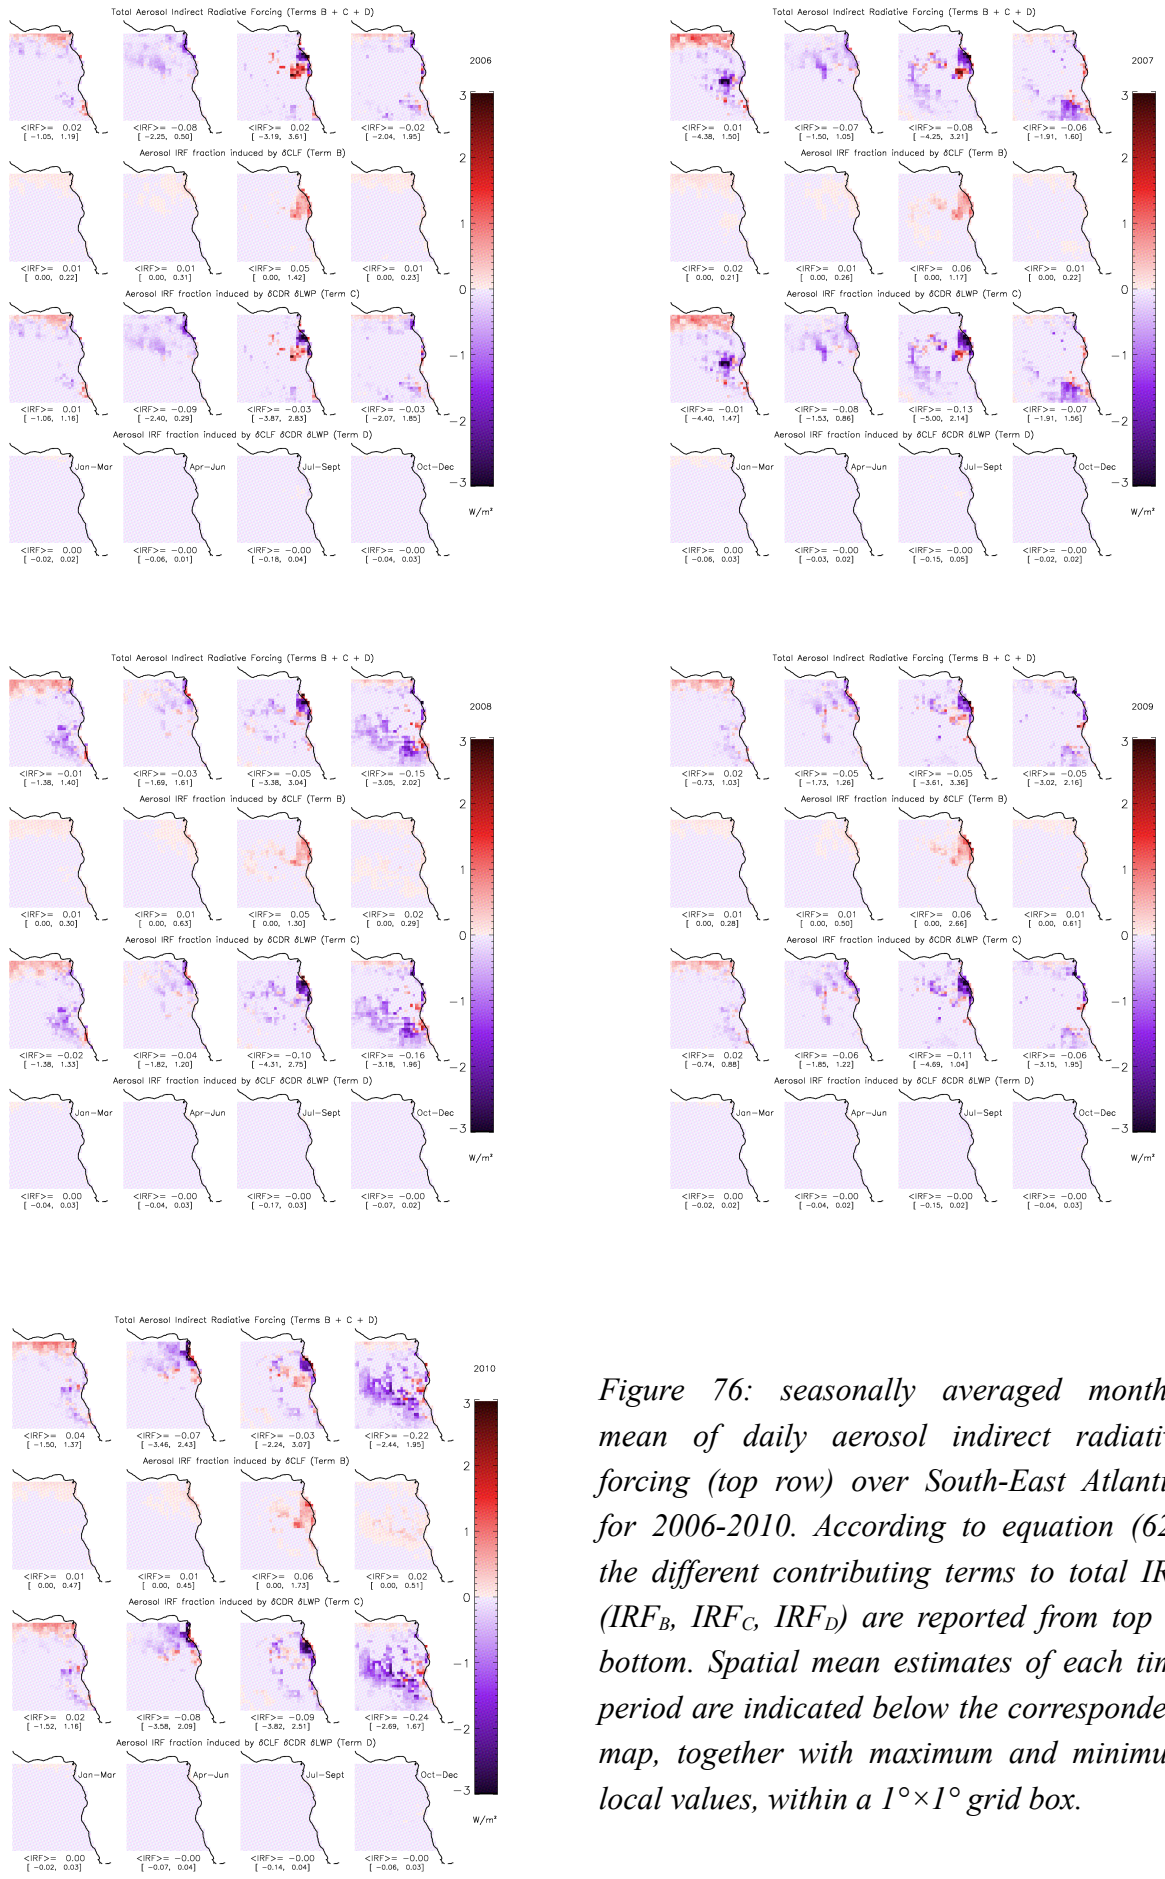 Total Aerosol Indirect Radiative Forcing (Terms B + C + D)
2006
<IRF>= 0.02 <IRF>= -0.08 <IRF>= 0.02 <IRF>= -0.02
[ -1.05, 1.19] [ -2.25, 0.50] [ -3.19, 3.61] [ -2.04, 1.95]
Aerosol IRF fraction induced by δCLF (Term B)
<IRF>= 0.01 <IRF>= 0.01 <IRF>= 0.05 <IRF>= 0.01
[ 0.00, 0.22] [ 0.00, 0.31] [ 0.00, 1.42] [ 0.00, 0.23]
Aerosol IRF fraction induced by δCDR δLWP (Term C)
<IRF>= 0.01 <IRF>= -0.09 <IRF>= -0.03 <IRF>= -0.03
[ -1.06, 1.16] [ -2.40, 0.29] [ -3.87, 2.83] [ -2.07, 1.85]
Aerosol IRF fraction induced by δCLF δCDR δLWP (Term D)
Jan-Mar Apr-Jun Jul-Sept Oct-Dec
<IRF>= 0.00 <IRF>= -0.00 <IRF>= -0.00 <IRF>= -0.00
[ -0.02, 0.02] [ -0.06, 0.01] [ -0.18, 0.04] [ -0.04, 0.03]
3
2
1
0
-1
-2
-3
W/m²
Total Aerosol Indirect Radiative Forcing (Terms B + C + D)
2007
<IRF>= 0.01 <IRF>= -0.07 <IRF>= -0.08 <IRF>= -0.06
[ -4.38, 1.50] [ -1.50, 1.05] [ -4.25, 3.21] [ -1.91, 1.60]
Aerosol IRF fraction induced by δCLF (Term B)
<IRF>= 0.02 <IRF>= 0.01 <IRF>= 0.06 <IRF>= 0.01
[ 0.00, 0.21] [ 0.00, 0.26] [ 0.00, 1.17] [ 0.00, 0.22]
Aerosol IRF fraction induced by δCDR δLWP (Term C)
<IRF>= -0.01 <IRF>= -0.08 <IRF>= -0.13 <IRF>= -0.07
[ -4.40, 1.47] [ -1.53, 0.86] [ -5.00, 2.14] [ -1.91, 1.56]
Aerosol IRF fraction induced by δCLF δCDR δLWP (Term D)
Jan-Mar Apr-Jun Jul-Sept Oct-Dec
<IRF>= 0.00 <IRF>= -0.00 <IRF>= -0.00 <IRF>= -0.00
[ -0.06, 0.03] [ -0.03, 0.02] [ -0.15, 0.05] [ -0.02, 0.02]
3
2
1
0
-1
-2
-3
W/m²
Total Aerosol Indirect Radiative Forcing (Terms B + C + D)
2008
<IRF>= -0.01 <IRF>= -0.03 <IRF>= -0.05 <IRF>= -0.15
[ -1.38, 1.40] [ -1.69, 1.61] [ -3.38, 3.04] [ -3.05, 2.02]
Aerosol IRF fraction induced by δCLF (Term B)
<IRF>= 0.01 <IRF>= 0.01 <IRF>= 0.05 <IRF>= 0.02
[ 0.00, 0.30] [ 0.00, 0.63] [ 0.00, 1.30] [ 0.00, 0.29]
Aerosol IRF fraction induced by δCDR δLWP (Term C)
<IRF>= -0.02 <IRF>= -0.04 <IRF>= -0.10 <IRF>= -0.16
[ -1.38, 1.33] [ -1.82, 1.20] [ -4.31, 2.75] [ -3.18, 1.96]
Aerosol IRF fraction induced by δCLF δCDR δLWP (Term D)
Jan-Mar Apr-Jun Jul-Sept Oct-Dec
<IRF>= 0.00 <IRF>= -0.00 <IRF>= -0.00 <IRF>= -0.00
[ -0.04, 0.03] [ -0.04, 0.03] [ -0.17, 0.03] [ -0.07, 0.02]
3
2
1
0
-1
-2
-3
W/m²
Total Aerosol Indirect Radiative Forcing (Terms B + C + D)
2009
<IRF>= 0.02 <IRF>= -0.05 <IRF>= -0.05 <IRF>= -0.05
[ -0.73, 1.03] [ -1.73, 1.26] [ -3.61, 3.36] [ -3.02, 2.16]
Aerosol IRF fraction induced by δCLF (Term B)
<IRF>= 0.01 <IRF>= 0.01 <IRF>= 0.06 <IRF>= 0.01
[ 0.00, 0.28] [ 0.00, 0.50] [ 0.00, 2.66] [ 0.00, 0.61]
Aerosol IRF fraction induced by δCDR δLWP (Term C)
<IRF>= 0.02 <IRF>= -0.06 <IRF>= -0.11 <IRF>= -0.06
[ -0.74, 0.88] [ -1.85, 1.22] [ -4.69, 1.04] [ -3.15, 1.95]
Aerosol IRF fraction induced by δCLF δCDR δLWP (Term D)
Jan-Mar Apr-Jun Jul-Sept Oct-Dec
<IRF>= 0.00 <IRF>= -0.00 <IRF>= -0.00 <IRF>= -0.00
[ -0.02, 0.02] [ -0.04, 0.02] [ -0.15, 0.02] [ -0.04, 0.03]
3
2
1
0
-1
-2
-3
W/m²
Total Aerosol Indirect Radiative Forcing (Terms B + C + D)
2010
<IRF>= 0.04 <IRF>= -0.07 <IRF>= -0.03 <IRF>= -0.22
[ -1.50, 1.37] [ -3.46, 2.43] [ -2.24, 3.07] [ -2.44, 1.95]
Aerosol IRF fraction induced by δCLF (Term B)
<IRF>= 0.01 <IRF>= 0.01 <IRF>= 0.06 <IRF>= 0.02
[ 0.00, 0.47] [ 0.00, 0.45] [ 0.00, 1.73] [ 0.00, 0.51]
Aerosol IRF fraction induced by δCDR δLWP (Term C)
<IRF>= 0.02 <IRF>= -0.08 <IRF>= -0.09 <IRF>= -0.24
[ -1.52, 1.16] [ -3.58, 2.09] [ -3.82, 2.51] [ -2.69, 1.67]
Aerosol IRF fraction induced by δCLF δCDR δLWP (Term D)
Jan-Mar Apr-Jun Jul-Sept Oct-Dec
<IRF>= 0.00 <IRF>= -0.00 <IRF>= -0.00 <IRF>= -0.00
[ -0.02, 0.03] [ -0.07, 0.04] [ -0.14, 0.04] [ -0.06, 0.03]
3
2
1
0
-1
-2
-3
W/m²
Figure 76: seasonally averaged month
mean of daily aerosol indirect radiativ
forcing (top row) over South-East Atlanti
for 2006-2010. According to equation (62
the different contributing terms to total IR
(IRF_B, IRF_C, IRF_D) are reported from top
bottom. Spatial mean estimates of each tim
period are indicated below the corresponde
map, together with maximum and minimu
local values, within a 1°×1° grid box.